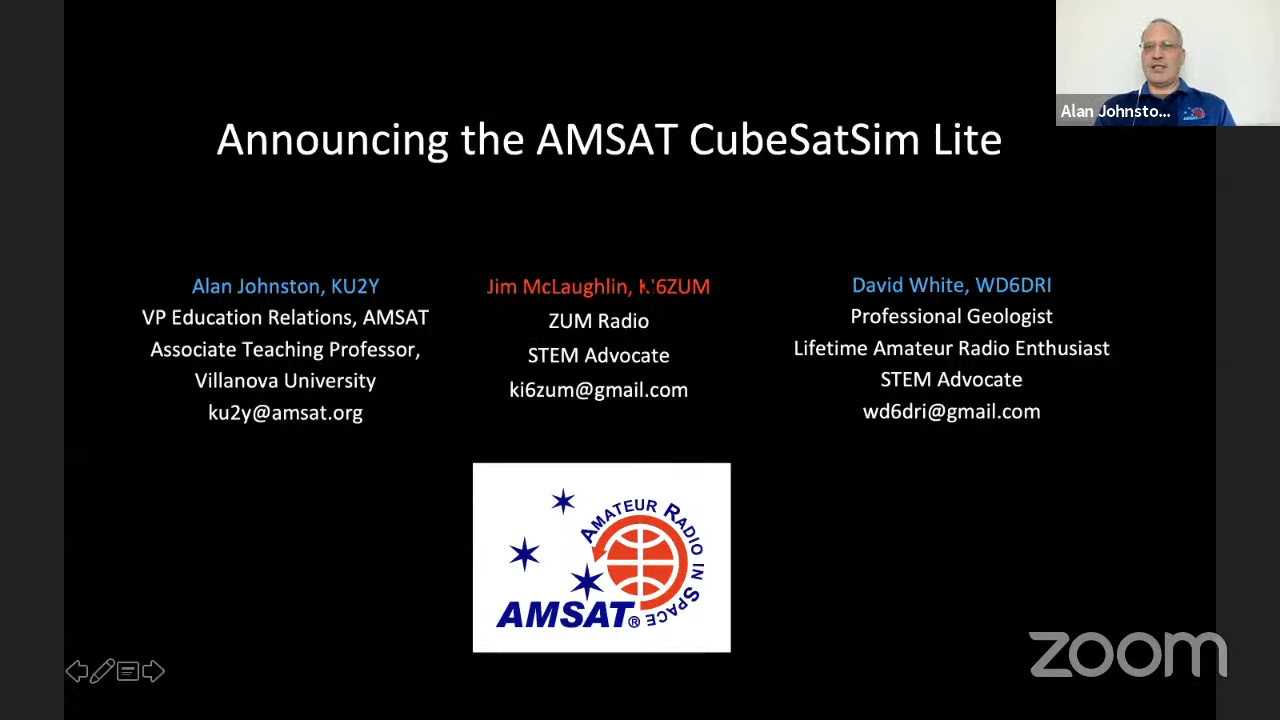 Alan Johnsto...
Announcing the AMSAT CubeSatSim Lite
Alan Johnston, KU2Y
VP Education Relations, AMSAT
Associate Teaching Professor,
Villanova University
ku2y@amsat.org
Jim McLaughlin, KI6ZUM
ZUM Radio
STEM Advocate
ki6zum@gmail.com
David White, WD6DRI
Professional Geologist
Lifetime Amateur Radio Enthusiast
STEM Advocate
wd6dri@gmail.com
AMATEUR RADIO IN SPACE
AMSAT®
zoom